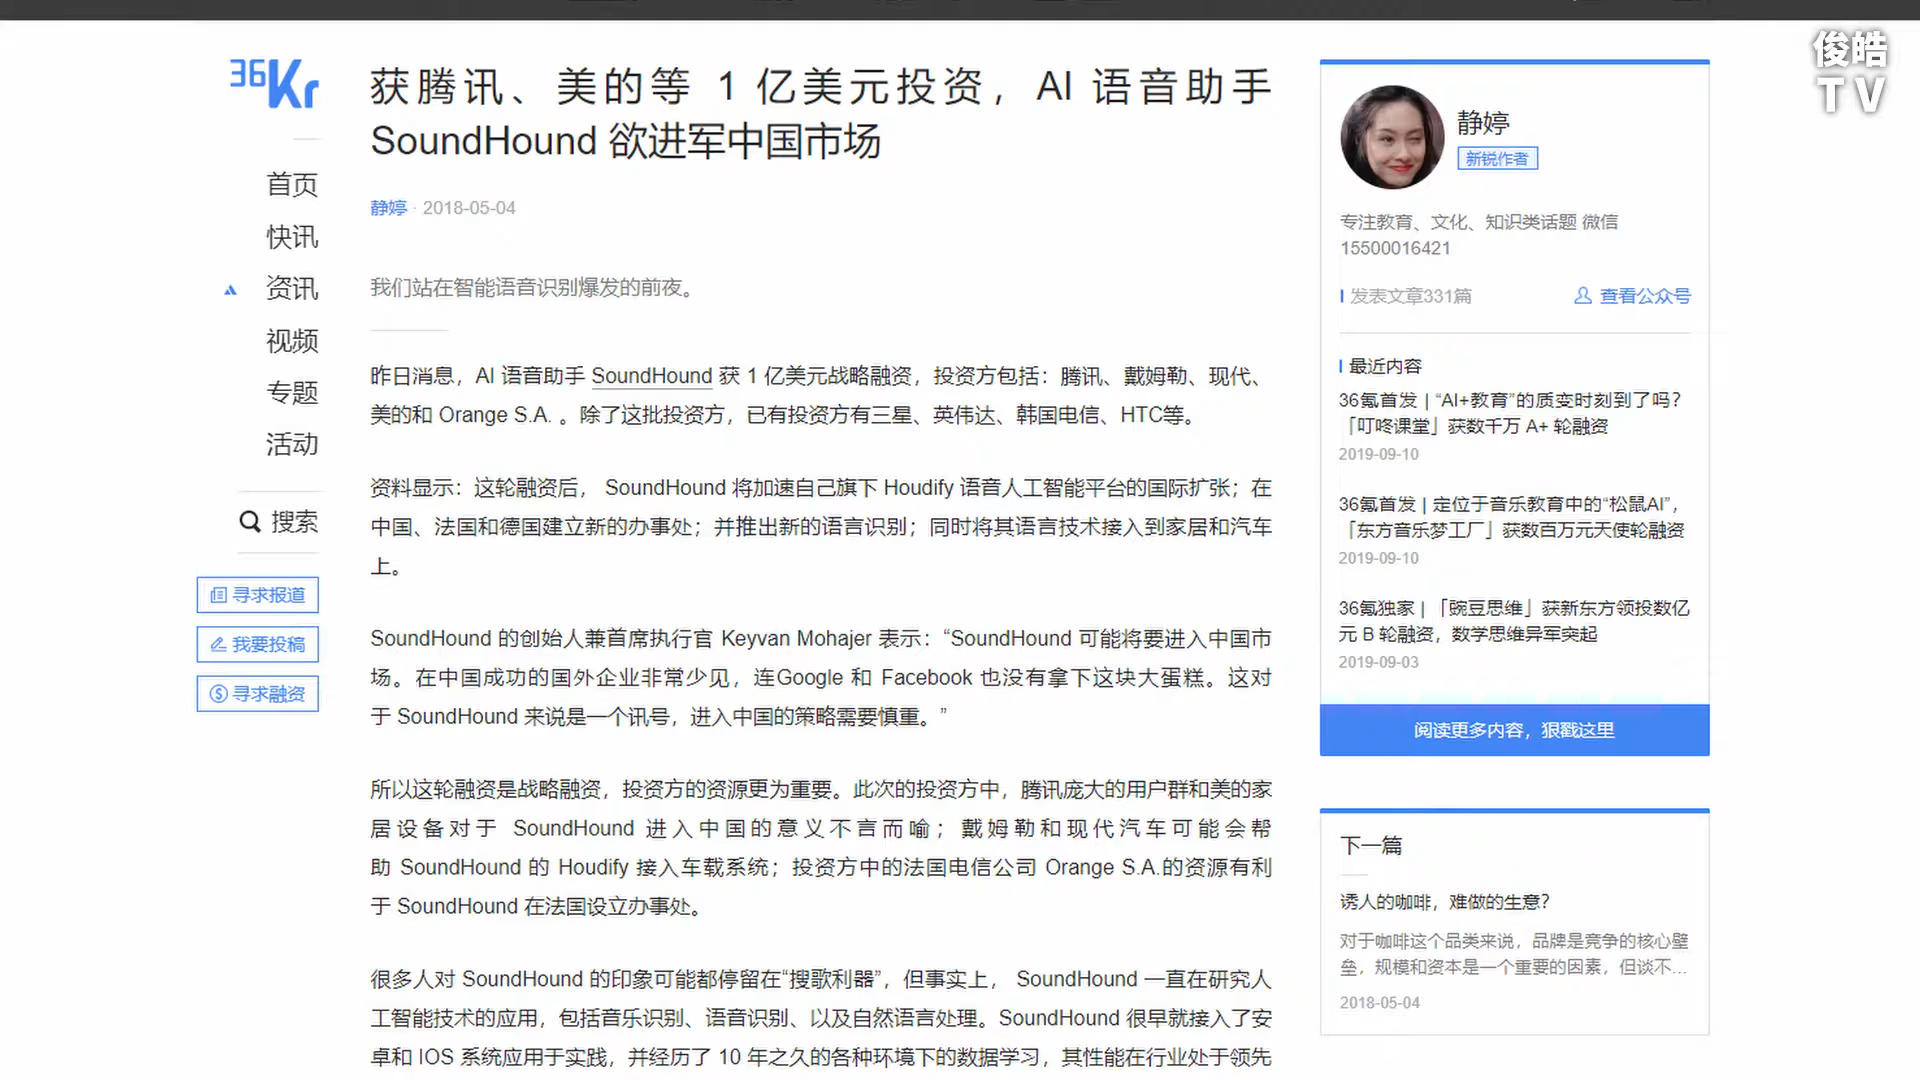 俊皓
TV
36Kr
首页
快讯
资讯
视频
专题
活动
搜索
寻求报道
我要投稿
寻求融资
获腾讯、美的等 1 亿美元投资，AI 语音助手
SoundHound 欲进军中国市场
静婷 · 2018-05-04
我们站在智能语音识别爆发的前夜。
昨日消息，AI 语音助手 SoundHound 获 1 亿美元战略融资，投资方包括：腾讯、戴姆勒、现代、
美的和 Orange S.A. 。除了这批投资方，已有投资方有三星、英伟达、韩国电信、HTC等。
资料显示：这轮融资后， SoundHound 将加速自己旗下 Houdify 语音人工智能平台的国际扩张；在
中国、法国和德国建立新的办事处；并推出新的语言识别；同时将其语言技术接入到家居和汽车
上。
SoundHound 的创始人兼首席执行官 Keyvan Mohajer 表示：“SoundHound 可能将要进入中国市
场。在中国成功的国外企业非常少见，连Google 和 Facebook 也没有拿下这块大蛋糕。这对
于 SoundHound 来说是一个讯号，进入中国的策略需要慎重。”
所以这轮融资是战略融资，投资方的资源更为重要。此次的投资方中，腾讯庞大的用户群和美的家
居设备对于 SoundHound 进入中国的意义不言而喻；戴姆勒和现代汽车可能会帮
助 SoundHound 的 Houdify 接入车载系统；投资方中的法国电信公司 Orange S.A.的资源有利
于 SoundHound 在法国设立办事处。
很多人对 SoundHound 的印象可能都停留在“搜歌利器”，但事实上， SoundHound 一直在研究人
工智能技术的应用，包括音乐识别、语音识别、以及自然语言处理。SoundHound 很早就接入了安
卓和 IOS 系统应用于实践，并经历了 10 年之久的各种环境下的数据学习，其性能在行业处于领先
静婷
新锐作者
专注教育、文化、知识类话题 微信
15500016421
发表文章331篇
查看公众号
最近内容
36氪首发 | “AI+教育”的质变时刻到了吗？
「叮咚课堂」获数千万 A+ 轮融资
2019-09-10
36氪首发 | 定位于音乐教育中的“松鼠AI”，
「东方音乐梦工厂」获数百万元天使轮融资
2019-09-10
36氪独家 | 「豌豆思维」获新东方领投数亿
元 B 轮融资，数学思维异军突起
2019-09-03
阅读更多内容，狠戳这里
下一篇
诱人的咖啡，难做的生意？
对于咖啡这个品类来说，品牌是竞争的核心壁
垒，规模和资本是一个重要的因素，但谈不...
2018-05-04